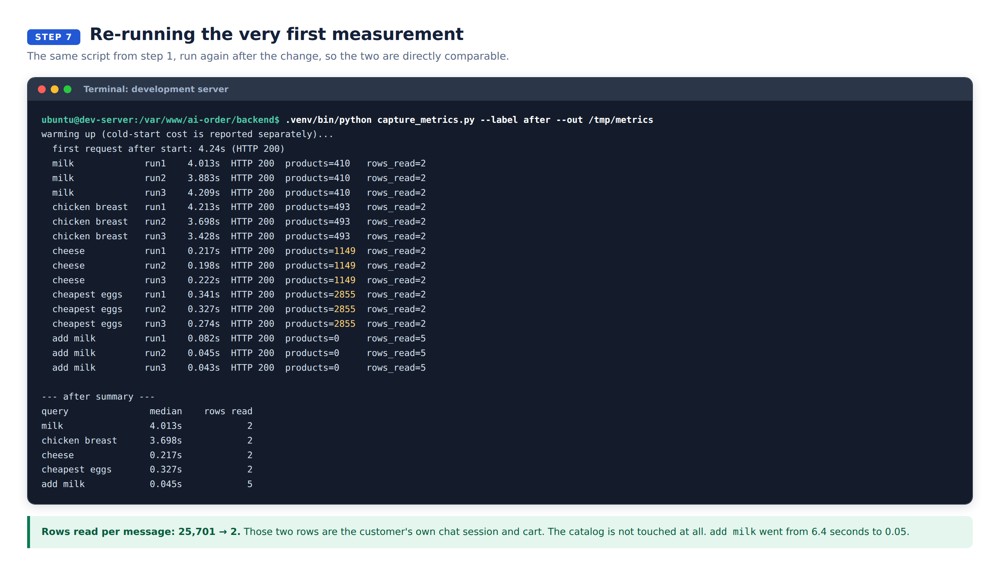 STEP 7 Re-running the very first measurement
The same script from step 1, run again after the change, so the two are directly comparable.
Terminal: development server
ubuntu@dev-server:/var/www/ai-order/backend$ .venv/bin/python capture_metrics.py --label after --out /tmp/metrics
warming up (cold-start cost is reported separately)...
  first request after start: 4.24s (HTTP 200)
  milk             run1    4.013s  HTTP 200  products=410   rows_read=2
  milk             run2    3.883s  HTTP 200  products=410   rows_read=2
  milk             run3    4.209s  HTTP 200  products=410   rows_read=2
  chicken breast   run1    4.213s  HTTP 200  products=493   rows_read=2
  chicken breast   run2    3.698s  HTTP 200  products=493   rows_read=2
  chicken breast   run3    3.428s  HTTP 200  products=493   rows_read=2
  cheese           run1    0.217s  HTTP 200  products=1149  rows_read=2
  cheese           run2    0.198s  HTTP 200  products=1149  rows_read=2
  cheese           run3    0.222s  HTTP 200  products=1149  rows_read=2
  cheapest eggs    run1    0.341s  HTTP 200  products=2855  rows_read=2
  cheapest eggs    run2    0.327s  HTTP 200  products=2855  rows_read=2
  cheapest eggs    run3    0.274s  HTTP 200  products=2855  rows_read=2
  add milk         run1    0.082s  HTTP 200  products=0     rows_read=5
  add milk         run2    0.045s  HTTP 200  products=0     rows_read=5
  add milk         run3    0.043s  HTTP 200  products=0     rows_read=5
--- after summary ---
query               median    rows read
milk                4.013s            2
chicken breast      3.698s            2
cheese              0.217s            2
cheapest eggs       0.327s            2
add milk            0.045s            5
Rows read per message: 25,701 → 2. Those two rows are the customer's own chat session and cart. The catalog is not touched at all. add milk went from 6.4 seconds to 0.05.